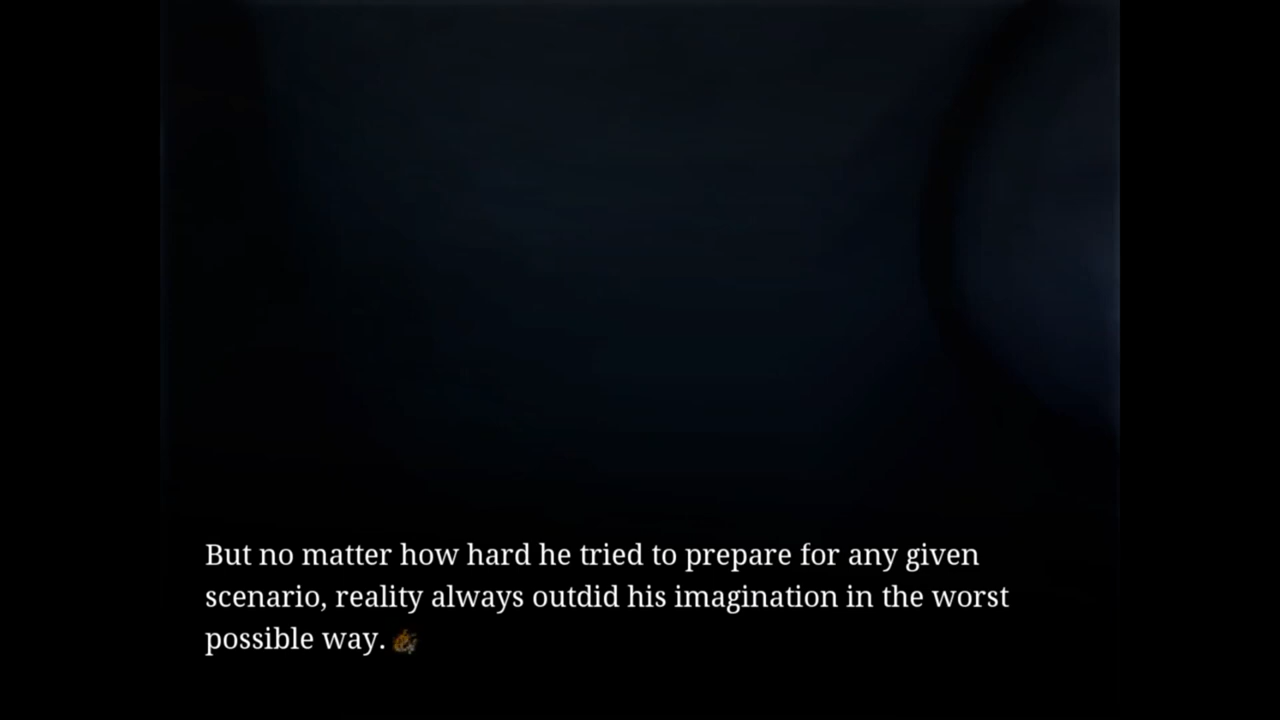 But no matter how hard he tried to prepare for any given
scenario, reality always outdid his imagination in the worst
possible way.